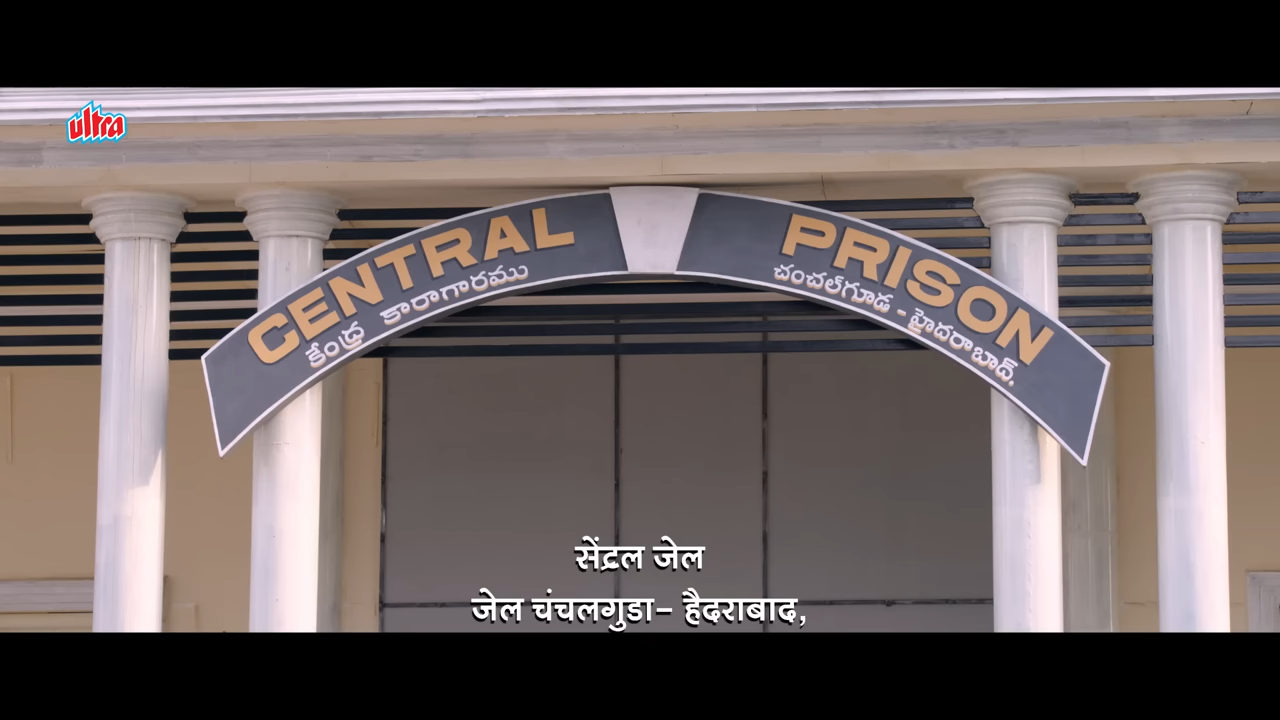 ultra
CENTRAL PRISON
కేంద్ర కారాగారము చంచల్‌గూడ - హైదరాబాద్.
सेंट्रल जेल
जेल चंचलगुडा- हैदराबाद,